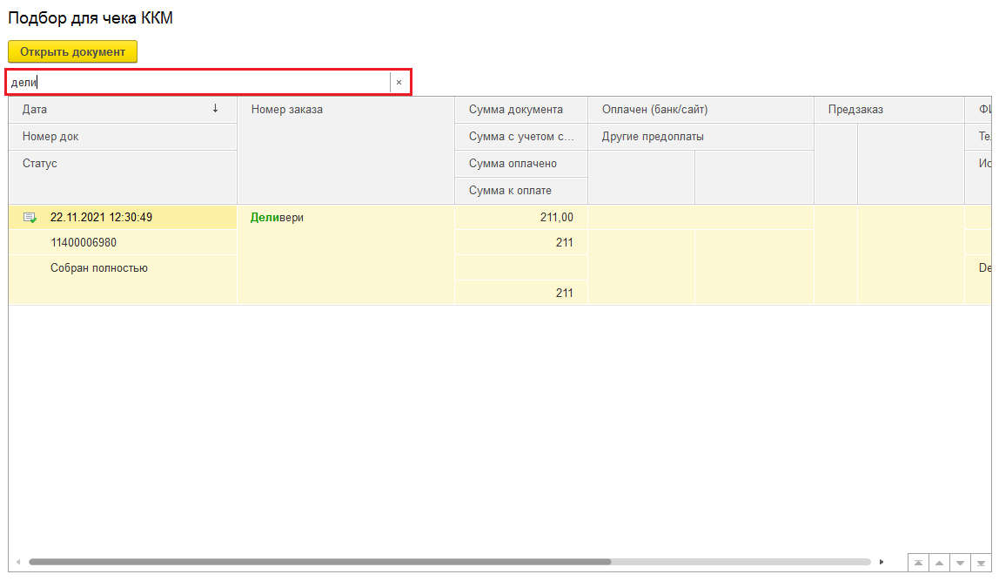 Подбор для чека ККМ
Открыть документ
дели ×
Дата ↓ Номер заказа Сумма документа Оплачен (банк/сайт) Предзаказ ФИ
Номер док Сумма с учетом с... Другие предоплаты Те
Статус Сумма оплачено Ис
Сумма к оплате
22.11.2021 12:30:49 Деливери 211,00
11400006980 211
Собран полностью De
211